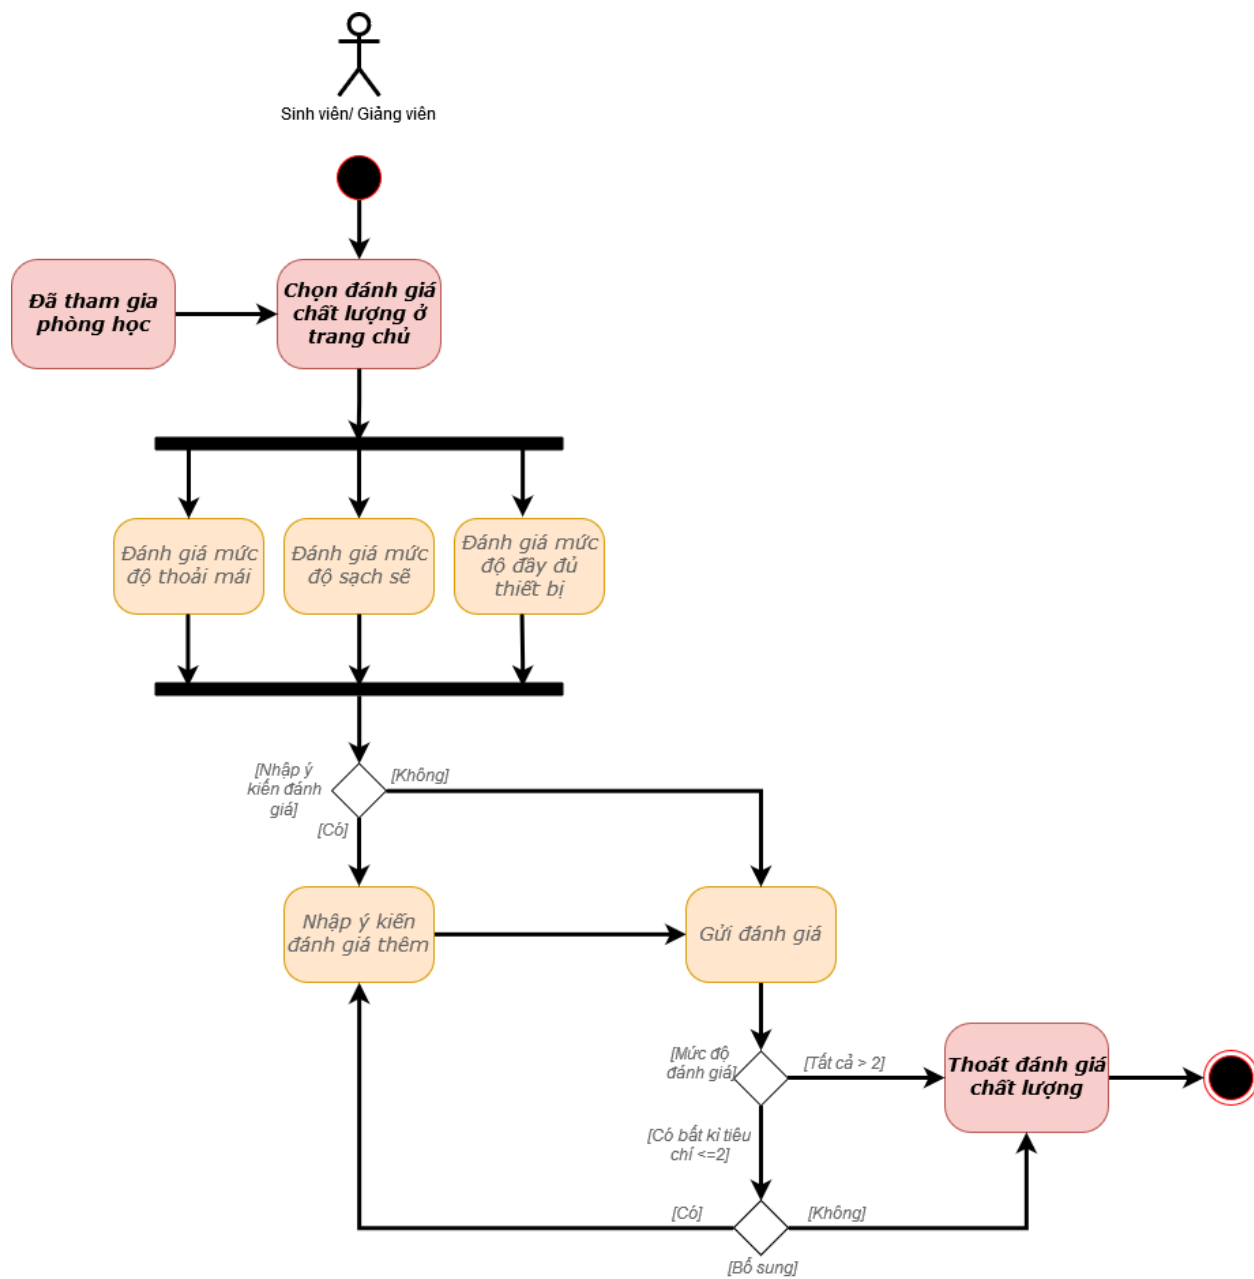 Sinh viên/ Giảng viên
Đã tham gia
phòng học
Chọn đánh giá
chất lượng ở
trang chủ
Đánh giá mức
độ thoải mái
Đánh giá mức
độ sạch sẽ
Đánh giá mức
độ đầy đủ
thiết bị
[Nhập ý
kiến đánh
giá]
[Không]
[Có]
Nhập ý kiến
đánh giá thêm
Gửi đánh giá
[Mức độ
đánh giá]
[Tất cả > 2]
Thoát đánh giá
chất lượng
[Có bất kì tiêu
chí <=2]
[Có]
[Không]
[Bổ sung]